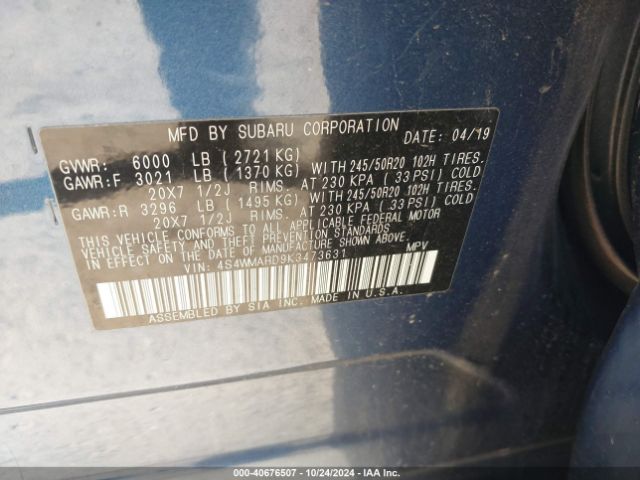 MFD BY SUBARU CORPORATION DATE: 04/19
GVWR: 6000 LB (2721 KG)
GAWR:F 3021 LB (1370 KG) WITH 245/50R20 102H TIRES.
20X7 1/2J RIMS. AT 230 KPA (33 PSI) COLD
GAWR:R 3296 LB (1495 KG) WITH 245/50R20 102H TIRES.
20X7 1/2J RIMS. AT 230 KPA (33 PSI) COLD
THIS VEHICLE CONFORMS TO ALL APPLICABLE FEDERAL MOTOR
VEHICLE SAFETY STANDARDS IN EFFECT ON THE DATE OF
MANUFACTURE SHOWN ABOVE.
VIN: 4S4WMARD9K3473631 MPV
ASSEMBLED BY SIA INC. MADE IN U.S.A.
000-40676507 - 10/24/2024 - IAA Inc.